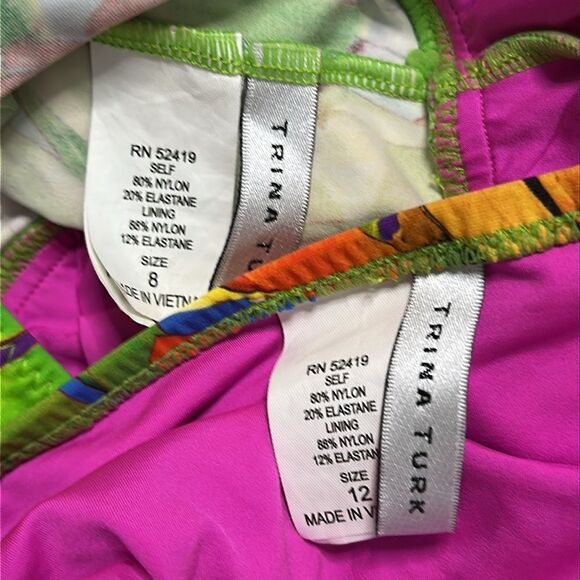 RN 52419
SELF
80% NYLON
20% ELASTANE
LINING
88% NYLON
12% ELASTANE
SIZE
8
MADE IN VIETNA
TRINA TURK
RN 52419
SELF
80% NYLON
20% ELASTANE
LINING
88% NYLON
12% ELASTAN
SIZE
12
MADE IN V
TRINA TURK